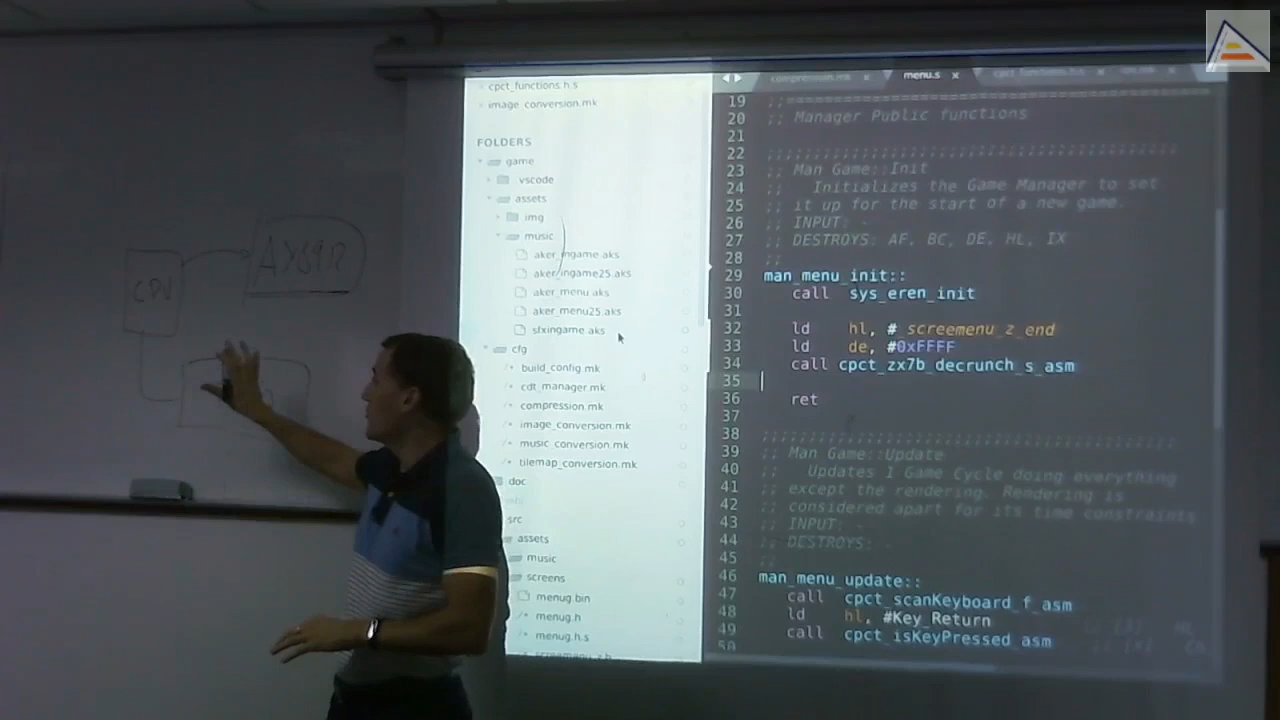 CPU
cpct_functions.h.s
image_conversion.mk
FOLDERS
game
vscode
assets
img
music
aker_ingame.aks
aker_ingame25.aks
aker_menu.aks
aker_menu25.aks
sfxingame.aks
cfg
build_config.mk
cdt_manager.mk
compression.mk
image_conversion.mk
music_conversion.mk
tilemap_conversion.mk
doc
src
assets
music
screens
menug.bin
menug.h
menug.h.s
screemenu_z.h
compression.mk menu.s cpct_functions.h.s
19 ;;====================================================
20 ;; Manager Public functions
21
22 ;;;;;;;;;;;;;;;;;;;;;;;;;;;;;;;;;;;;;;;;;;;
23 ;; Man Game::Init
24 ;; Initializes the Game Manager to set
25 ;; it up for the start of a new game.
26 ;; INPUT: -
27 ;; DESTROYS: AF, BC, DE, HL, IX
28 ;;
29 man_menu_init::
30 call sys_eren_init
31
32 ld hl, #_screemenu_z_end
33 ld de, #0xFFFF
34 call cpct_zx7b_decrunch_s_asm
35
36 ret
37
38 ;;;;;;;;;;;;;;;;;;;;;;;;;;;;;;;;;;;;;;;;;;;
39 ;; Man Game::Update
40 ;; Updates 1 Game Cycle doing everything
41 ;; except the rendering. Rendering is
42 ;; considered apart for its time constraints
43 ;; INPUT: -
44 ;; DESTROYS: -
45 ;;
46 man_menu_update::
47 call cpct_scanKeyboard_f_asm
48 ld hl, #Key_Return
49 call cpct_isKeyPressed_asm
50